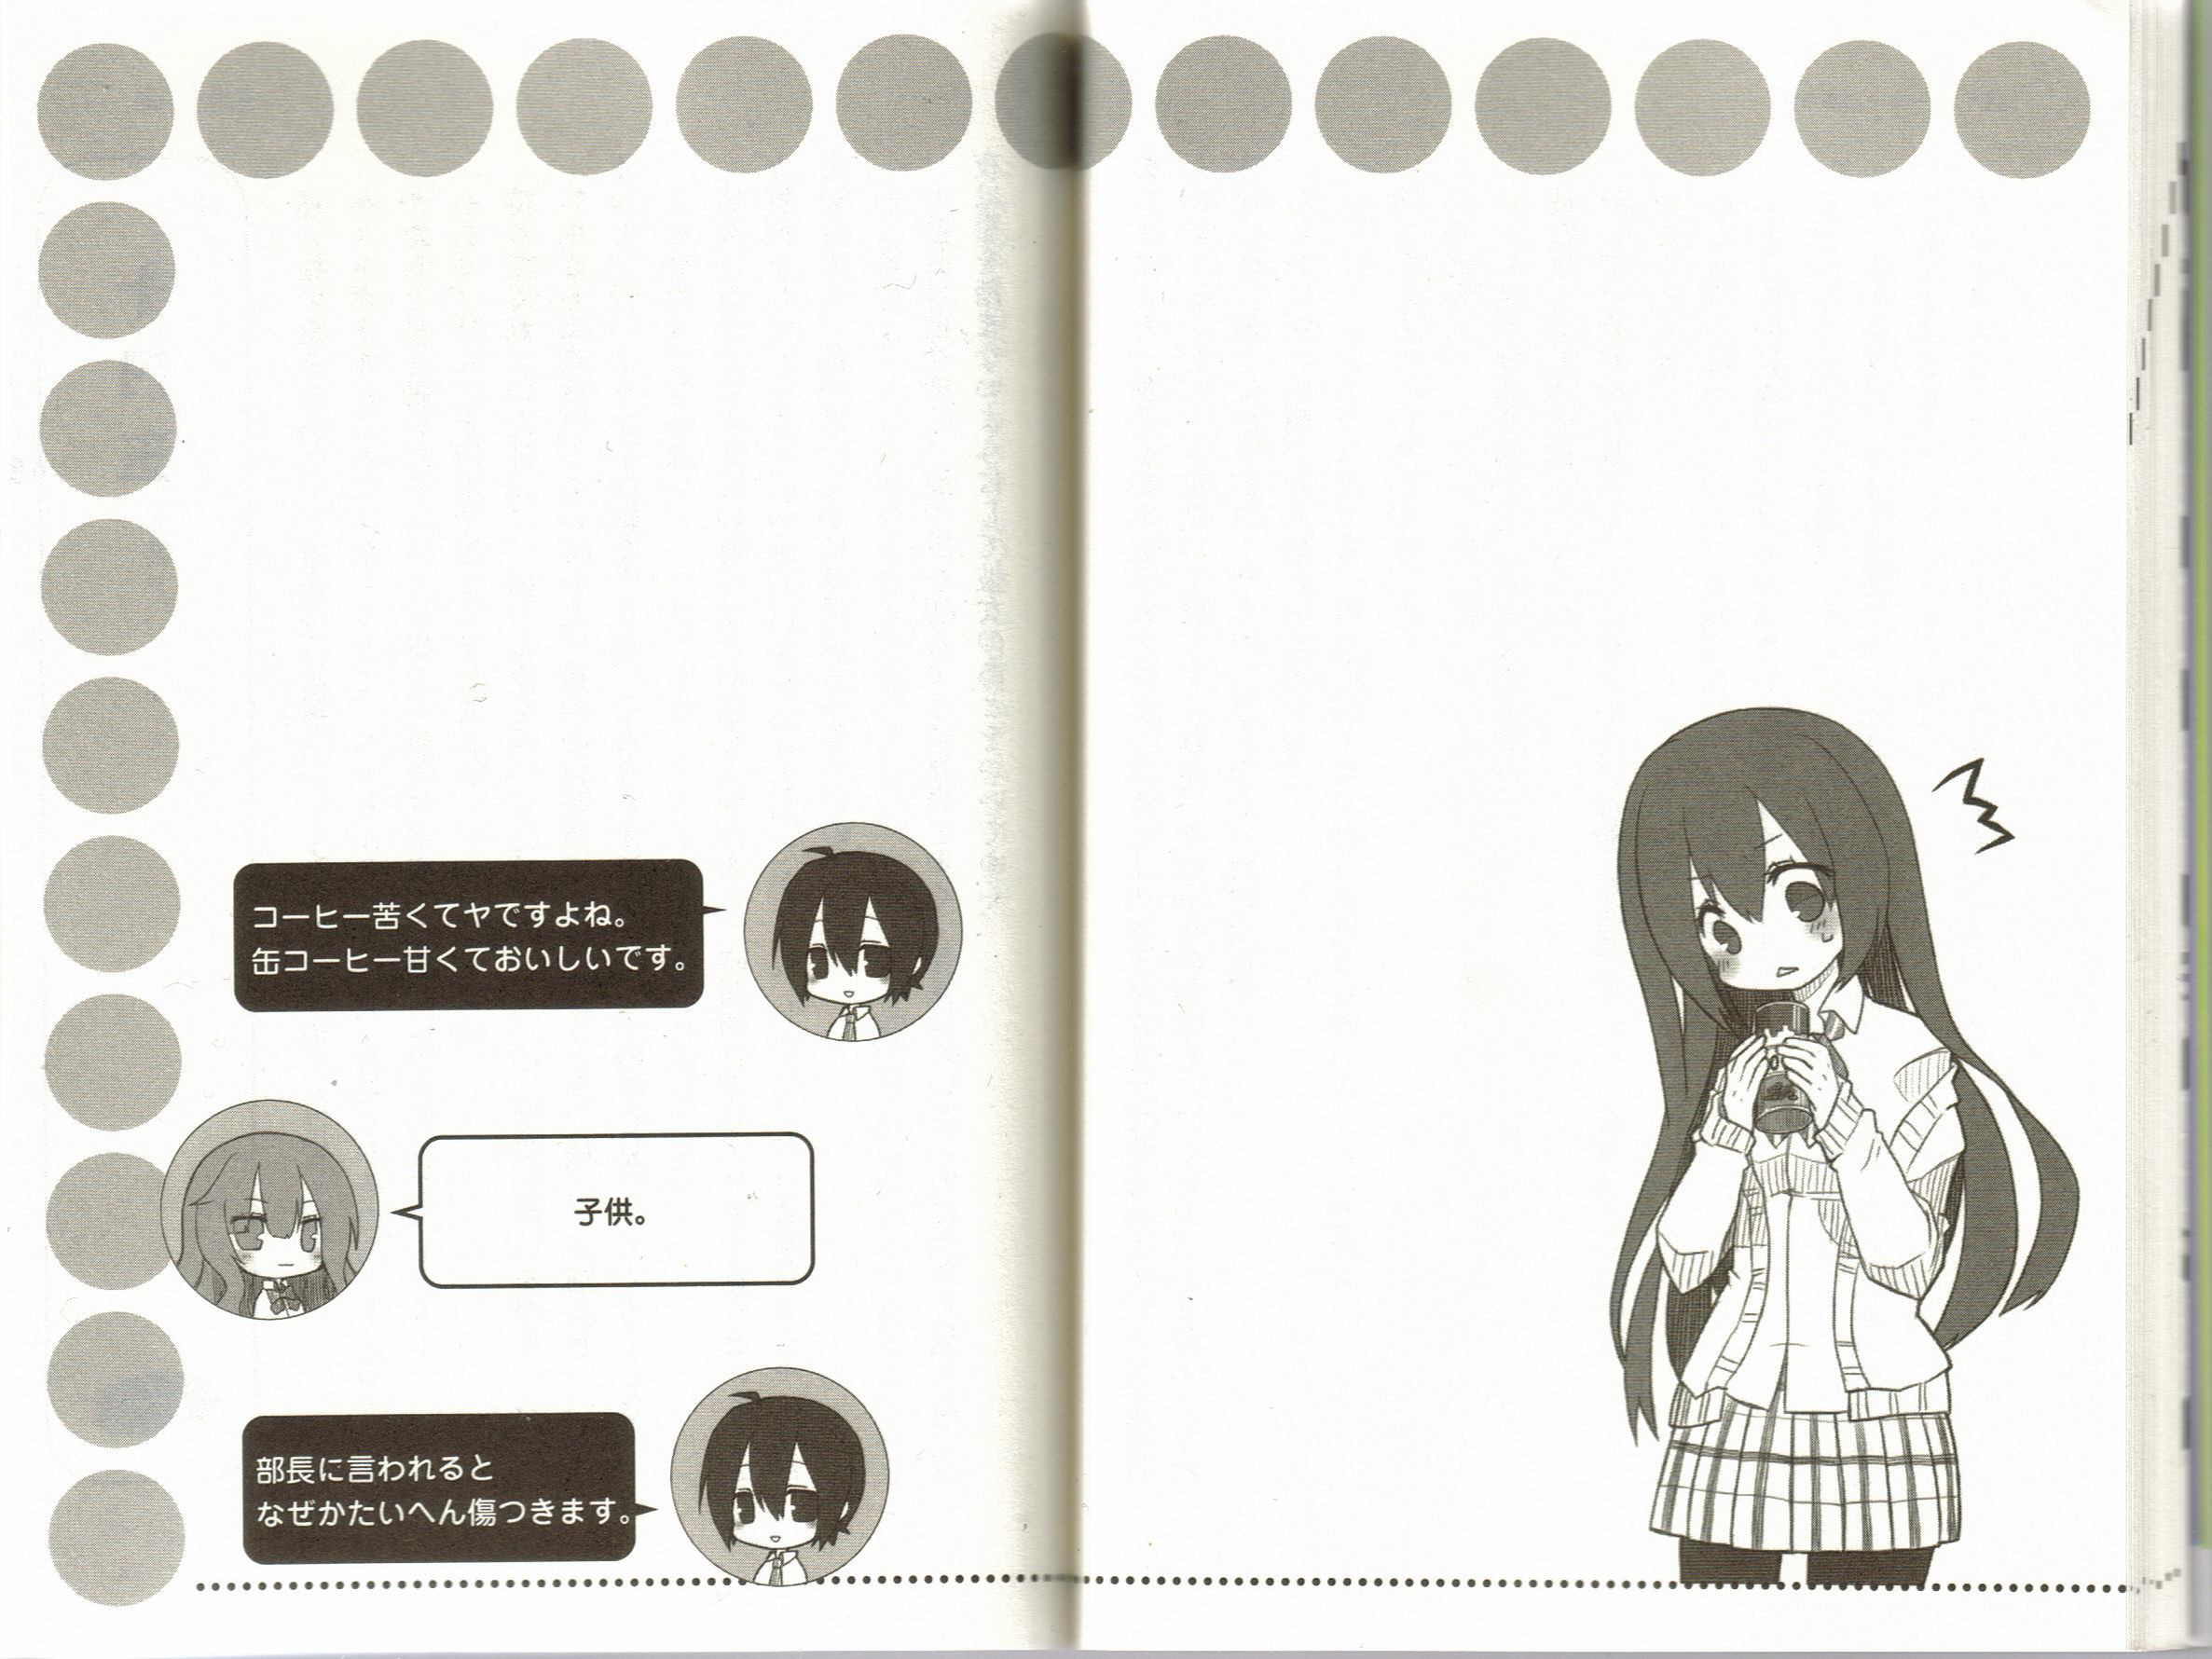 コーヒー苦くてヤですよね。
缶コーヒー甘くておいしいです。
子供。
部長に言われると
なぜかたいへん傷つきます。